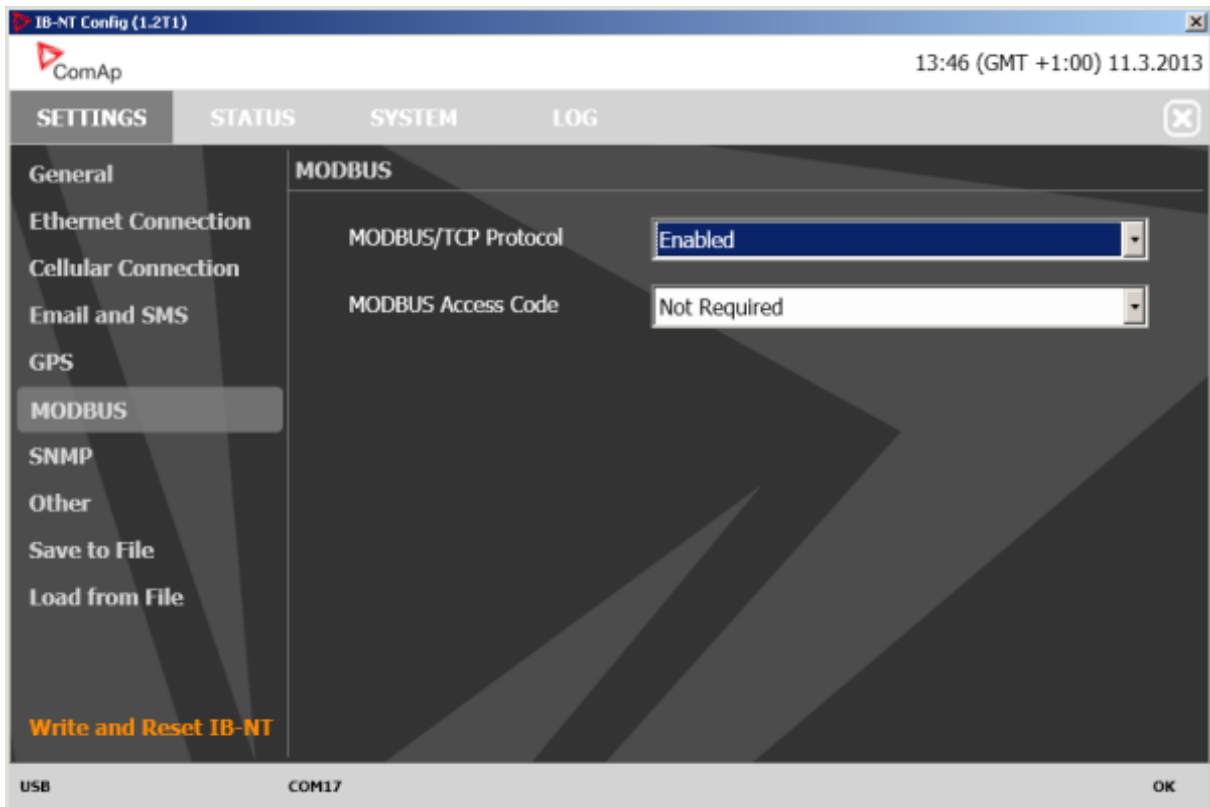 IB-NT Config (1.2T1)
ComAp
13:46 (GMT +1:00) 11.3.2013
SETTINGS STATUS SYSTEM LOG
General
Ethernet Connection
Cellular Connection
Email and SMS
GPS
MODBUS
SNMP
Other
Save to File
Load from File
Write and Reset IB-NT
MODBUS
MODBUS/TCP Protocol Enabled
MODBUS Access Code Not Required
USB COM17 OK